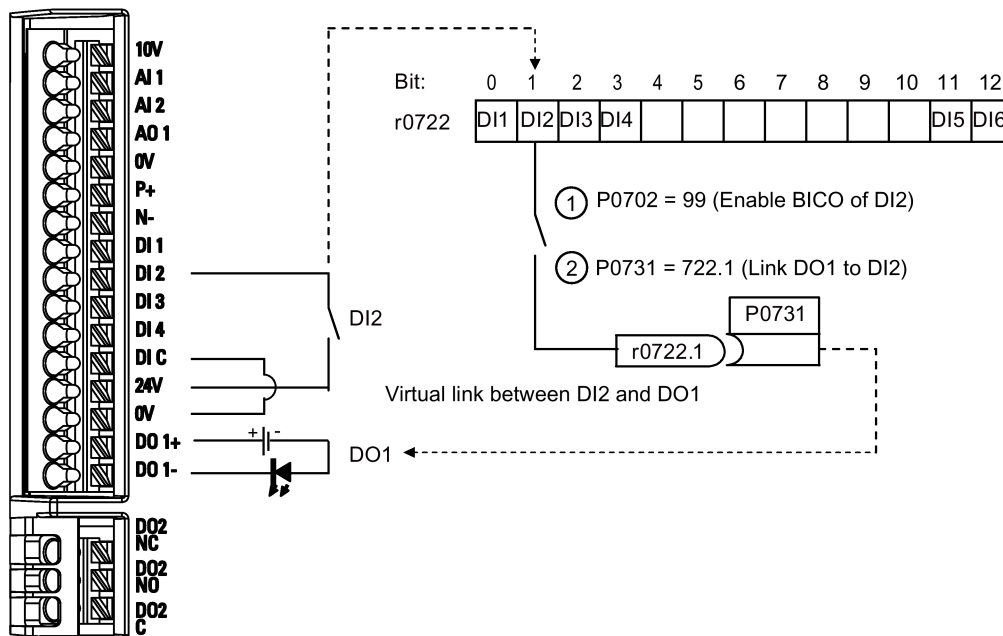 10V
AI 1
AI 2
AO 1
0V
P+
N-
DI 1
DI 2
DI 3
DI 4
DI C
24V
0V
DO 1+
DO 1-
DO2
NC
DO2
NO
DO2
C
DI2
+ -
DO1
Bit: 0 1 2 3 4 5 6 7 8 9 10 11 12
r0722 DI1 DI2 DI3 DI4 DI5 DI6
1 P0702 = 99 (Enable BICO of DI2)
2 P0731 = 722.1 (Link DO1 to DI2)
P0731
r0722.1
Virtual link between DI2 and DO1